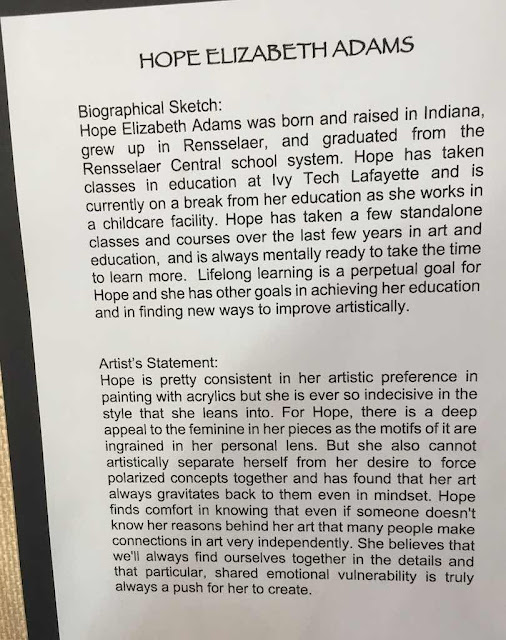 HOPE ELIZABETH ADAMS
Biographical Sketch:
Hope Elizabeth Adams was born and raised in Indiana,
grew up in Rensselaer, and graduated from the
Rensselaer Central school system. Hope has taken
classes in education at Ivy Tech Lafayette and is
currently on a break from her education as she works in
a childcare facility. Hope has taken a few standalone
classes and courses over the last few years in art and
education, and is always mentally ready to take the time
to learn more. Lifelong learning is a perpetual goal for
Hope and she has other goals in achieving her education
and in finding new ways to improve artistically.
Artist's Statement:
Hope is pretty consistent in her artistic preference in
painting with acrylics but she is ever so indecisive in the
style that she leans into. For Hope, there is a deep
appeal to the feminine in her pieces as the motifs of it are
ingrained in her personal lens. But she also cannot
artistically separate herself from her desire to force
polarized concepts together and has found that her art
always gravitates back to them even in mindset. Hope
finds comfort in knowing that even if someone doesn't
know her reasons behind her art that many people make
connections in art very independently. She believes that
we'll always find ourselves together in the details and
that particular, shared emotional vulnerability is truly
always a push for her to create.